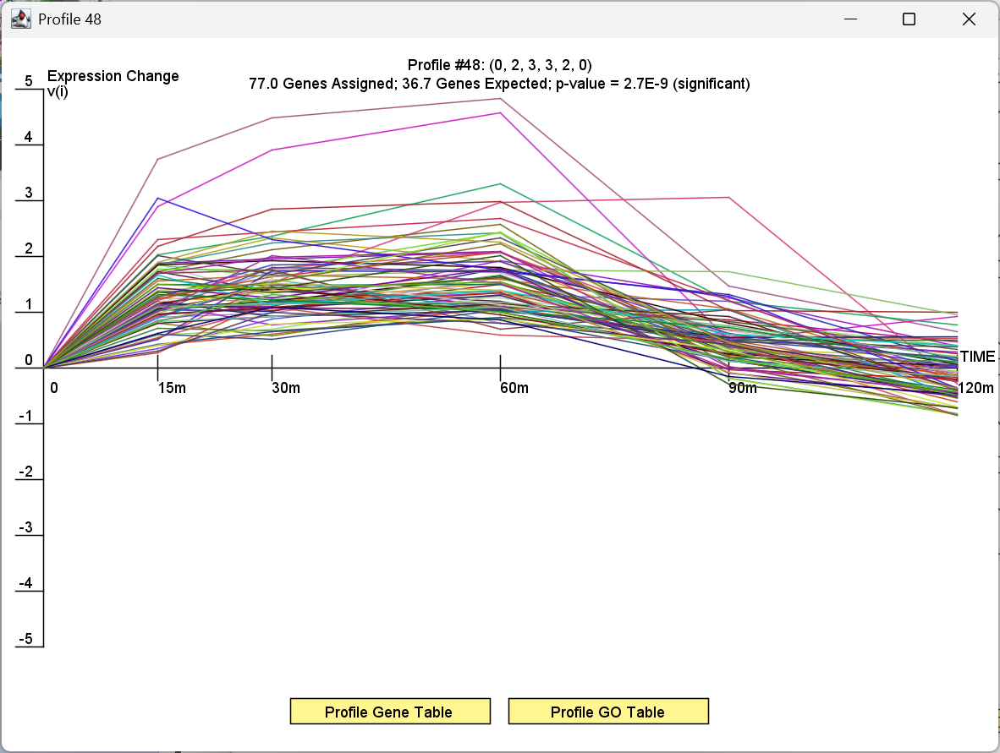 Profile 48
Profile #48: (0, 2, 3, 3, 2, 0)
77.0 Genes Assigned; 36.7 Genes Expected; p-value = 2.7E-9 (significant)
Expression Change
v(i)
5
4
3
2
1
0
-1
-2
-3
-4
-5
TIME
0 15m 30m 60m 90m 120m
Profile Gene Table
Profile GO Table